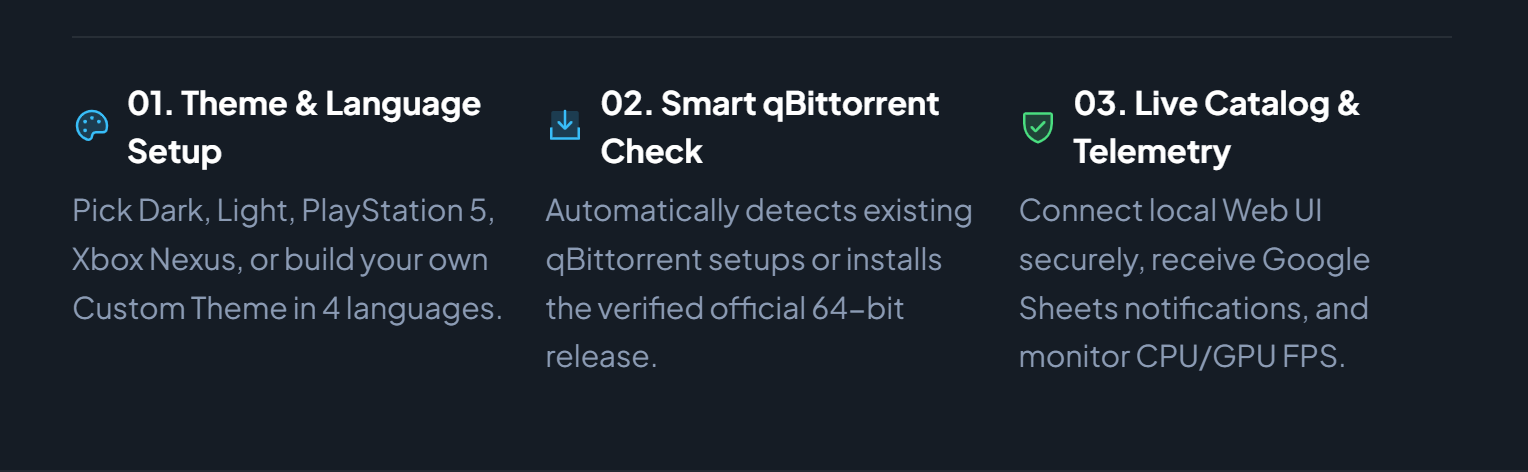 01. Theme & Language
Setup
Pick Dark, Light, PlayStation 5,
Xbox Nexus, or build your own
Custom Theme in 4 languages.
02. Smart qBittorrent
Check
Automatically detects existing
qBittorrent setups or installs
the verified official 64-bit
release.
03. Live Catalog &
Telemetry
Connect local Web UI
securely, receive Google
Sheets notifications, and
monitor CPU/GPU FPS.